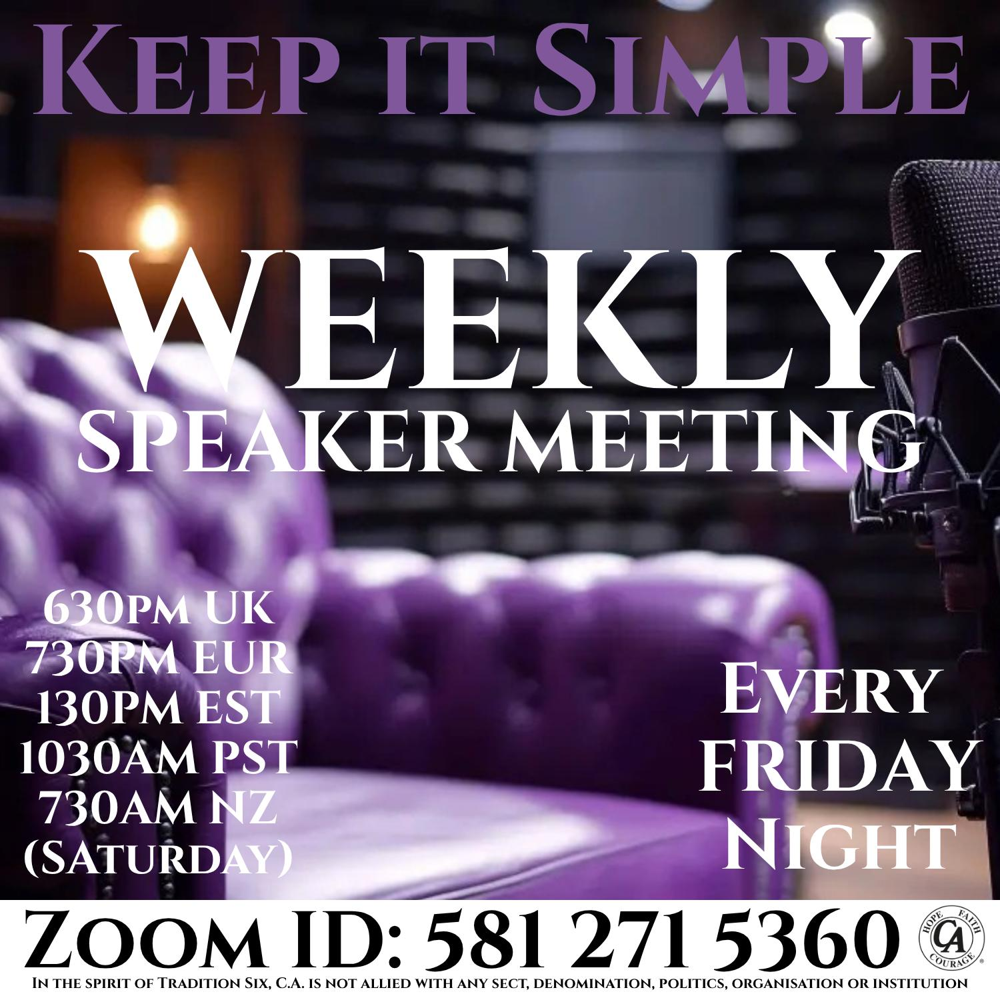 Keep it Simple
WEEKLY
SPEAKER MEETING
630pm UK
730PM EUR
130PM EST
1030AM PST
730AM NZ
(Saturday)
Every
FRIDAY
Night
Zoom ID: 581 271 5360
HOPE FAITH
CA
COURAGE
®
In the spirit of Tradition Six, C.A. is not allied with any sect, denomination, politics, organisation or institution